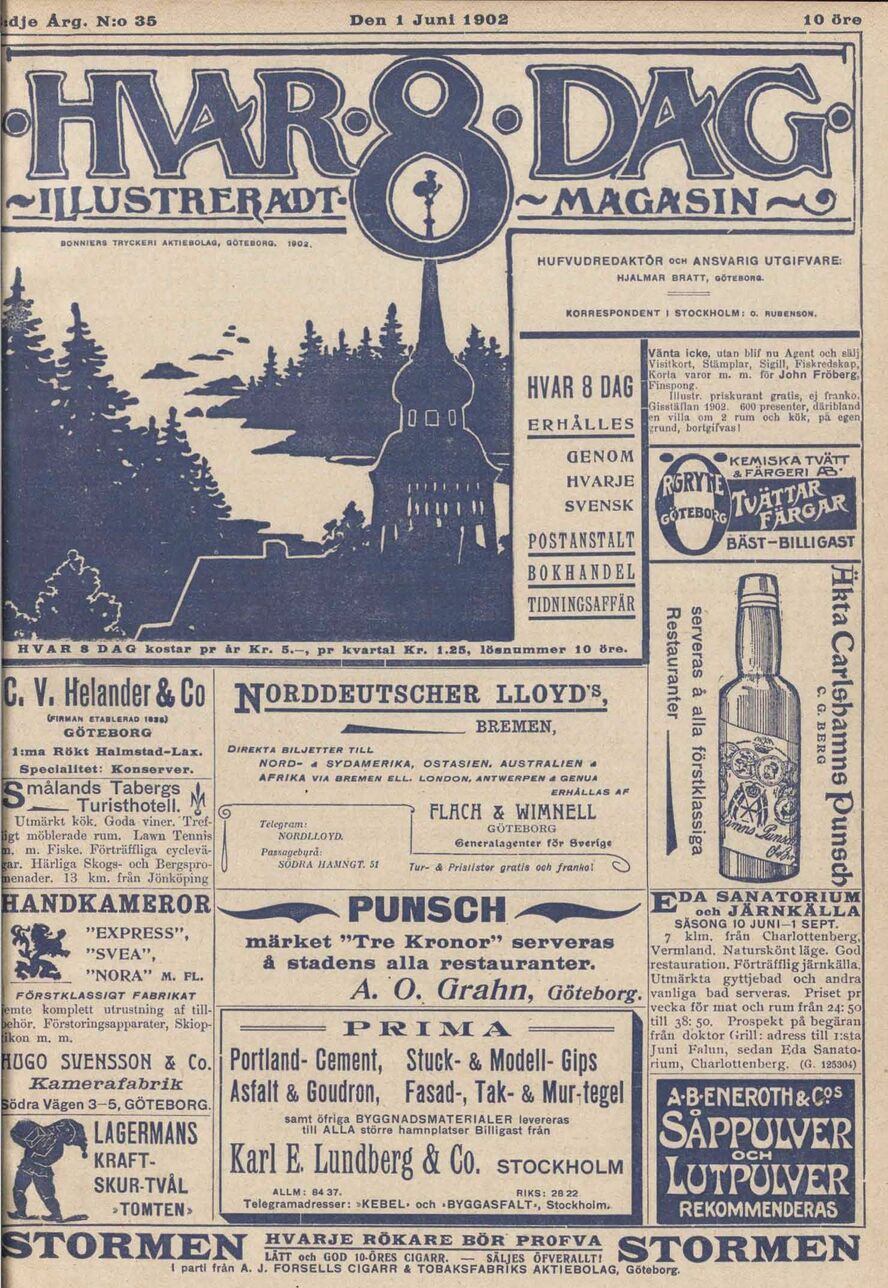 dje Årg. N:o 35 Den 1 Juni 1902 10 öre
HVAR 8 DAG
ILLUSTRERADT MAGASIN
BONNIERS TRYCKERI AKTIEBOLAG, GÖTEBORG. 1902.
HUFVUDREDAKTÖR OCH ANSVARIG UTGIFVARE:
HJALMAR BRATT, GÖTEBORG.
KORRESPONDENT I STOCKHOLM: O. RUBENSON.
HVAR 8 DAG
ERHÅLLES
GENOM
HVARJE
SVENSK
POSTANSTALT
BOKHANDEL
TIDNINGSAFFÄR
HVAR 8 DAG kostar pr år Kr. 5.–, pr kvartal Kr. 1.25, lösnummer 10 öre.
Vänta icke, utan blif nu Agent och sälj
Visitkort, Stämplar, Sigill, Fiskredskap,
Korta varor m. m. för John Fröberg,
Finspong.
Illustr. priskurant gratis, ej franko.
Gisstäflan 1902. 600 presenter, däribland
en villa om 2 rum och kök, på egen
grund, bortgifvas!
ÖRGRYTE
GÖTEBORG
KEMISKA TVÄTT
& FÄRGERI AB.
TVÄTTAR
FÄRGAR
BÄST–BILLIGAST
Äkta Carlshamns Punsch
C. G. BERG
serveras å alla förstklassiga
Restauranter
C. V. Helander & Co
(FIRMAN ETABLERAD 1838)
GÖTEBORG
1:ma Rökt Halmstad-Lax.
Specialitet: Konserver.
Smålands Tabergs
Turisthotell.
Utmärkt kök. Goda viner. Tref-
igt möblerade rum. Lawn Tennis
m. m. Fiske. Förträffliga cyclevä-
gar. Härliga Skogs- och Bergspro-
menader. 13 km. från Jönköping
NORDDEUTSCHER LLOYD'S,
BREMEN,
DIREKTA BILJETTER TILL
NORD- & SYDAMERIKA, OSTASIEN, AUSTRALIEN &
AFRIKA VIA BREMEN ELL. LONDON, ANTWERPEN & GENUA
ERHÅLLAS AF
FLACH & WIMNELL
GÖTEBORG
Generalagenter för Sverige
Telegram:
NORDLLOYD.
Passagebyrå:
SÖDRA HAMNGT. 51
Tur- & Prislistor gratis och franko!
HANDKAMEROR
"EXPRESS",
"SVEA",
"NORA" M. FL.
FÖRSTKLASSIGT FABRIKAT
jemte komplett utrustning af till-
behör. Förstoringsapparater, Skiop-
tikon m. m.
HUGO SVENSSON & Co.
Kamerafabrik
Södra Vägen 3–5, GÖTEBORG.
PUNSCH
märket "Tre Kronor" serveras
å stadens alla restauranter.
A. O. Grahn, Göteborg.
EDA SANATORIUM
och JÄRNKÄLLA
SÄSONG 10 JUNI–1 SEPT.
7 klm. från Charlottenberg,
Vermland. Naturskönt läge. God
restauration. Förträfflig järnkälla.
Utmärkta gyttjebad och andra
vanliga bad serveras. Priset pr
vecka för mat och rum från 24: 50
till 38: 50. Prospekt på begäran
från doktor Grill: adress till 1:sta
Juni Falun, sedan Eda Sanato-
rium, Charlottenberg. (G. 125304)
PRIMA
Portland- Cement, Stuck- & Modell- Gips
Asfalt & Goudron, Fasad-, Tak- & Mur-tegel
samt öfriga BYGGNADSMATERIALER levereras
till ALLA större hamnplatser Billigast från
Karl E. Lundberg & Co. STOCKHOLM
ALLM: 84 37. RIKS: 28 22
Telegramadresser: »KEBEL» och »BYGGASFALT», Stockholm.
LAGERMANS
KRAFT-
SKUR-TVÅL
»TOMTEN»
A·B·ENEROTH & Co:s
SÅPPULVER
OCH
LUTPULVER
REKOMMENDERAS
STORMEN HVARJE RÖKARE BÖR PROFVA STORMEN
LÄTT och GOD 10-ÖRES CIGARR. — SÄLJES ÖFVERALLT!
I parti från A. J. FORSELLS CIGARR & TOBAKSFABRIKS AKTIEBOLAG, Göteborg.